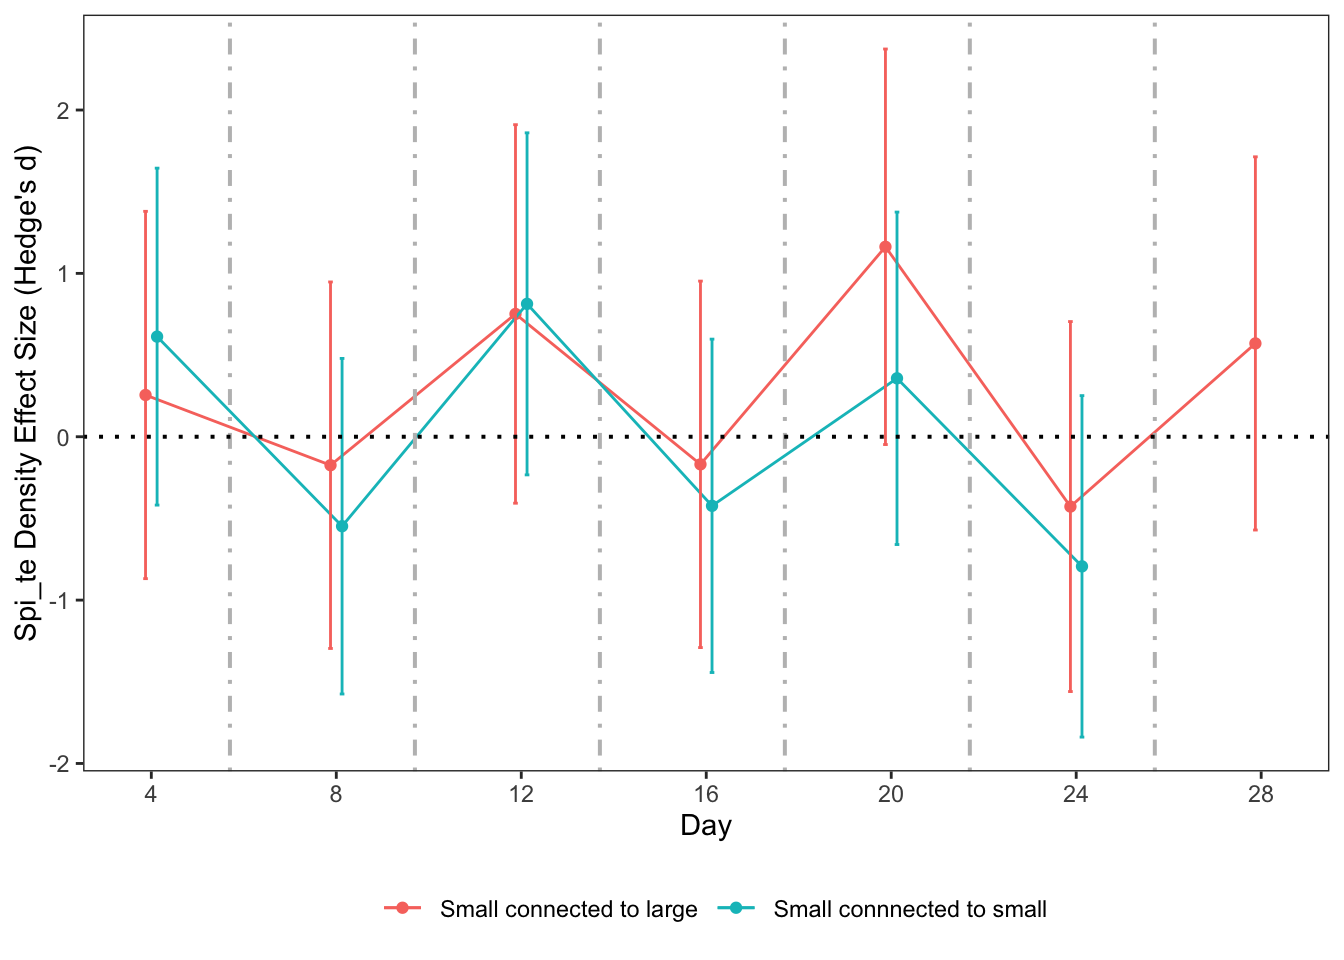 Spi_te Density Effect Size (Hedge's d)
2
1
0
-1
-2
4 8 12 16 20 24 28
Day
Small connected to large Small connnected to small